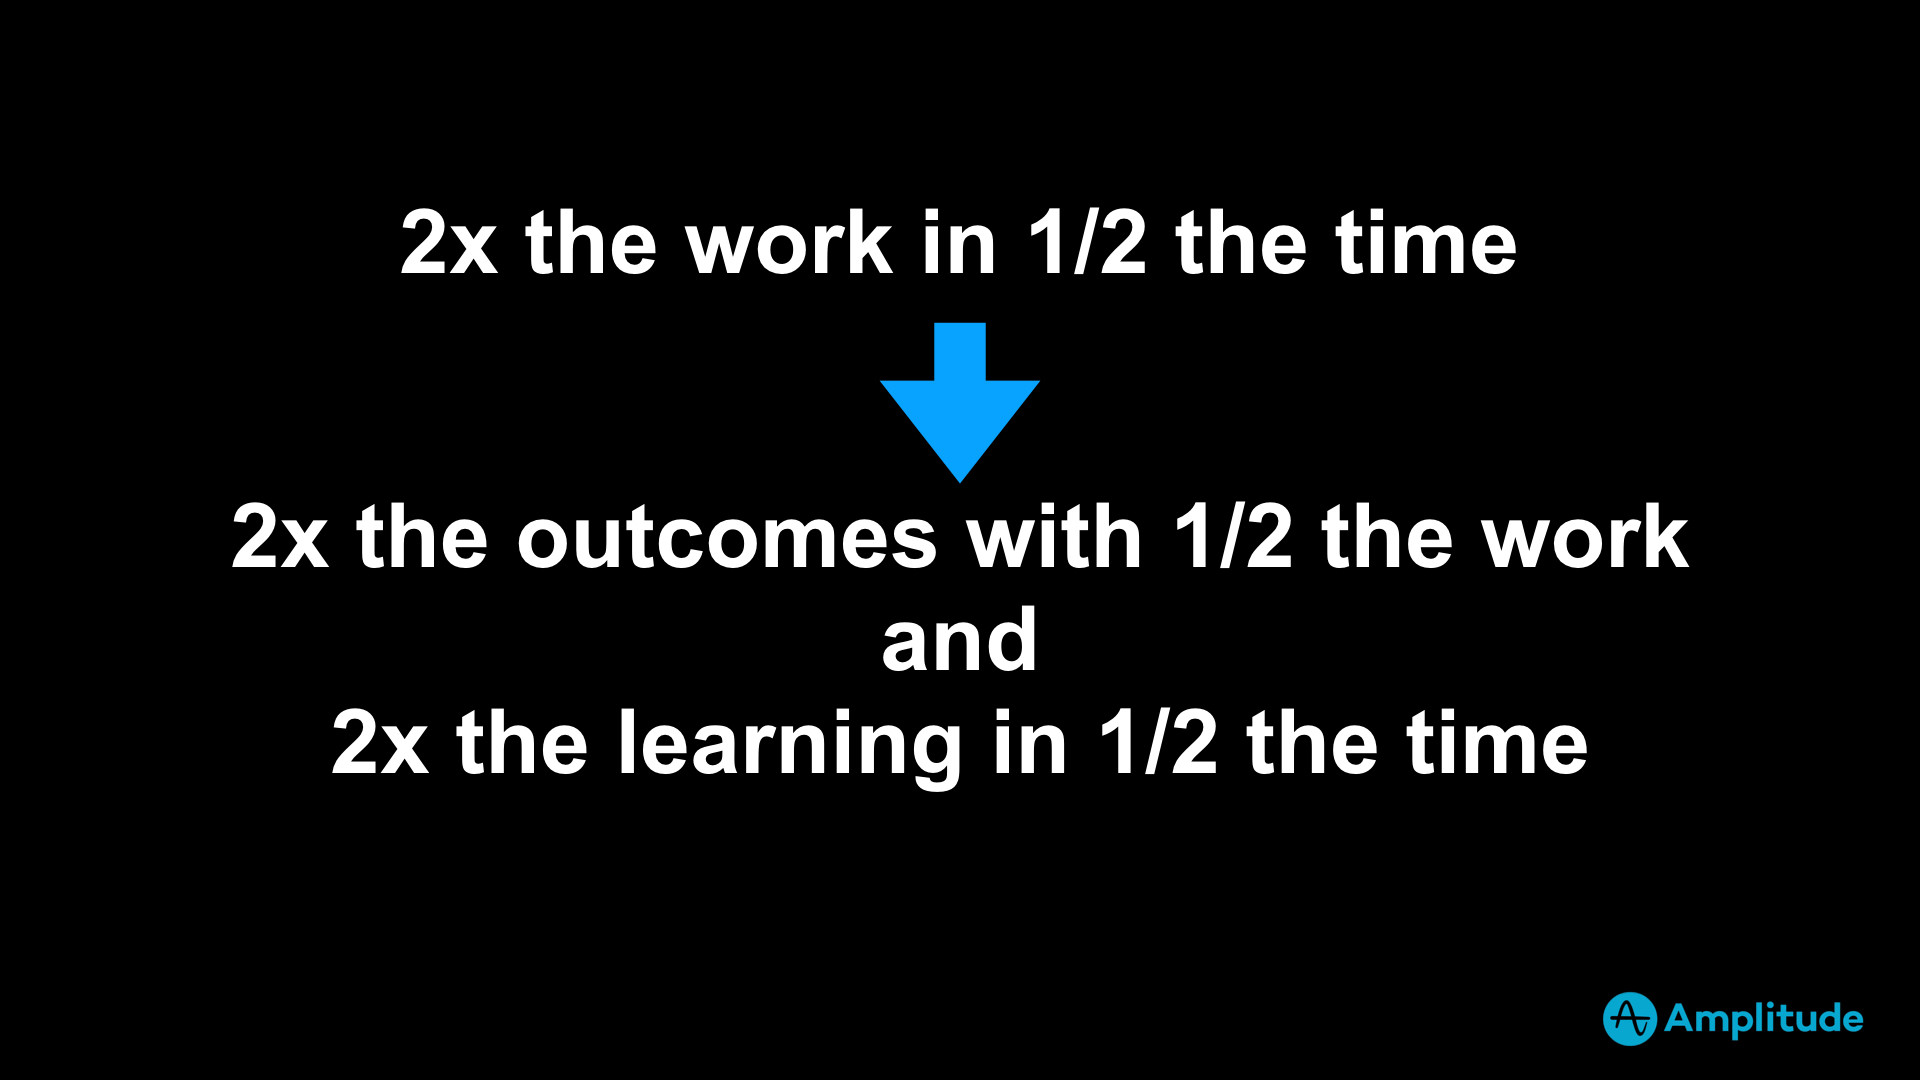 2x the work in 1/2 the time
2x the outcomes with 1/2 the work
and
2x the learning in 1/2 the time
Amplitude